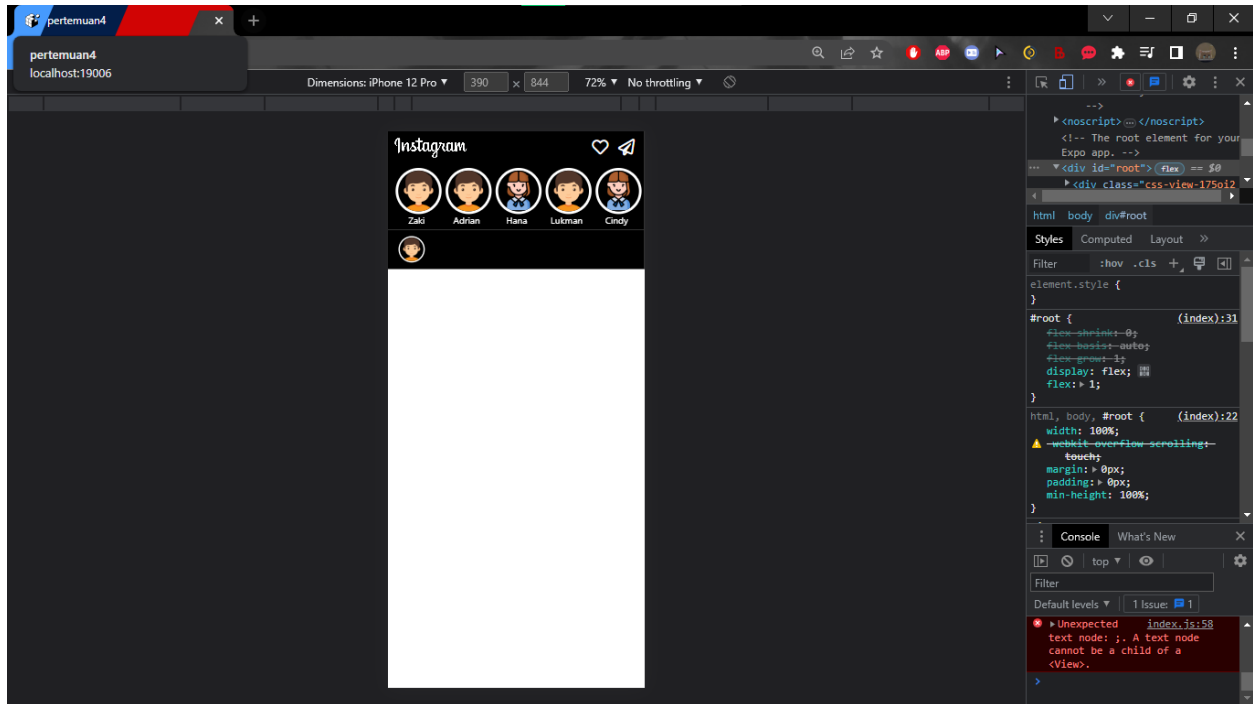 pertemuan4
pertemuan4
localhost:19006
ABP
Dimensions: iPhone 12 Pro ▼ 390 × 844 72% ▼ No throttling ▼
Instagram
Zaki Adrian Hana Lukman Cindy
-->
<noscript>…</noscript>
<!-- The root element for your
Expo app. -->
<div id="root"> flex == $0
<div class="css-view-175oi2
html body div#root
Styles Computed Layout »
Filter :hov .cls +
element.style {
}
#root { (index):31
flex-shrink: 0;
flex-basis: auto;
flex-grow: 1;
display: flex;
flex: 1;
}
html, body, #root { (index):22
width: 100%;
-webkit-overflow-scrolling:
touch;
margin: 0px;
padding: 0px;
min-height: 100%;
}
Console What's New
top ▼
Filter
Default levels ▼ 1 Issue: 1
Unexpected index.js:58
text node: ;. A text node
cannot be a child of a
<View>.